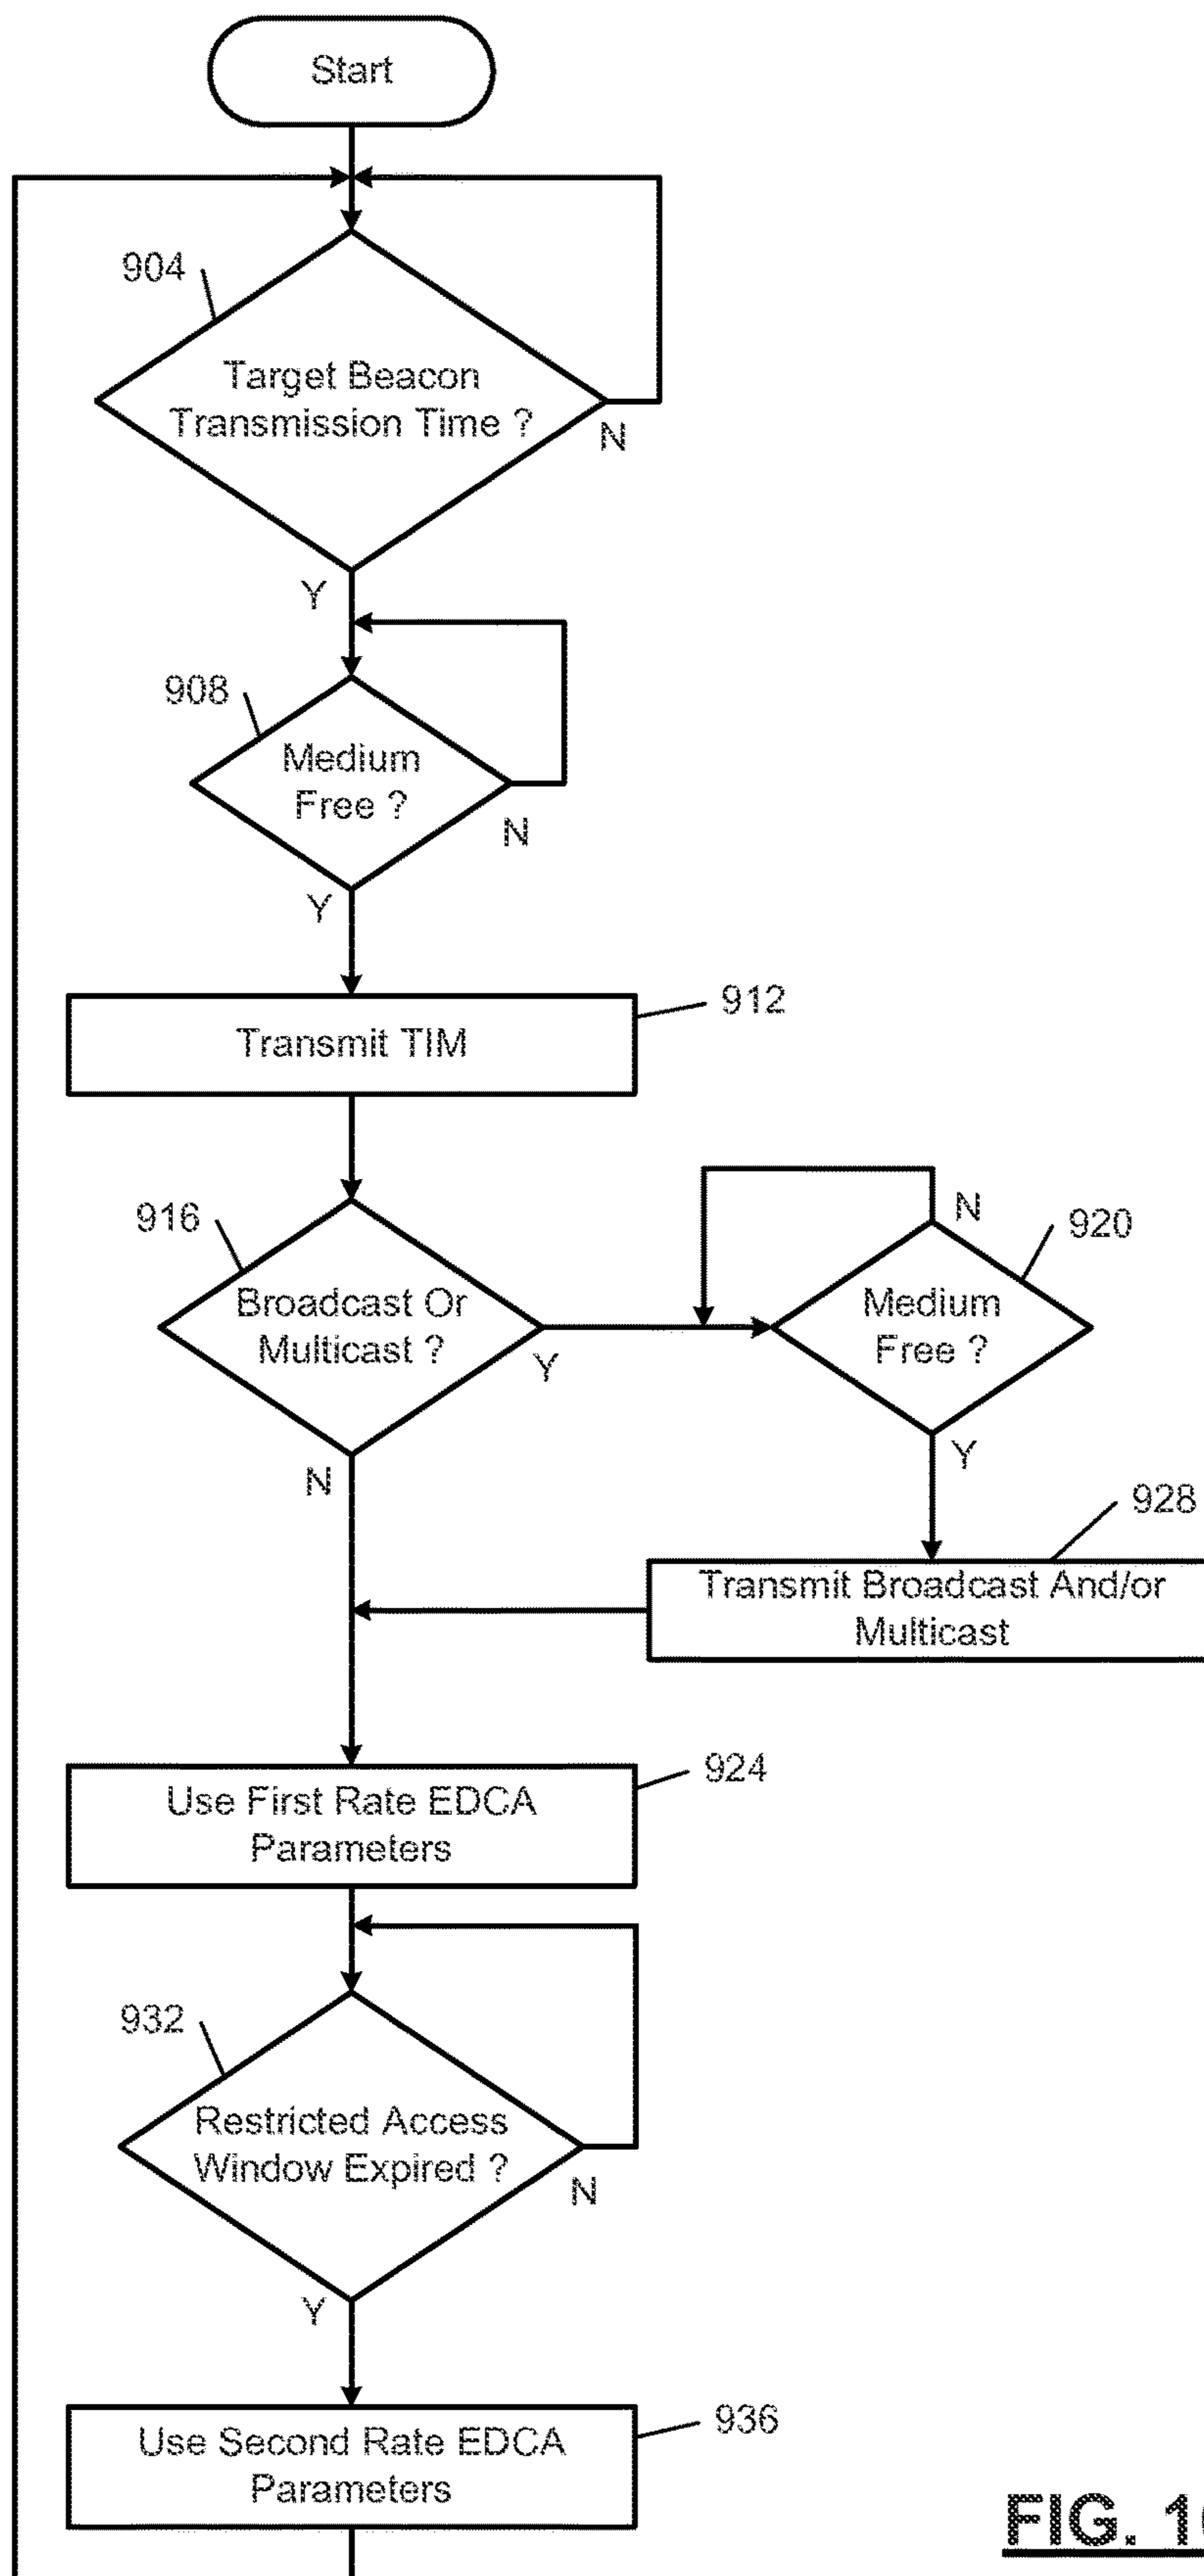 Start
904
Target Beacon
Transmission Time ?
N
Y
908
Medium
Free ?
N
Y
912
Transmit TIM
916
Broadcast Or
Multicast ?
Y
N
N
920
Medium
Free ?
Y
928
Transmit Broadcast And/or
Multicast
924
Use First Rate EDCA
Parameters
932
Restricted Access
Window Expired ?
N
Y
936
Use Second Rate EDCA
Parameters
FIG.